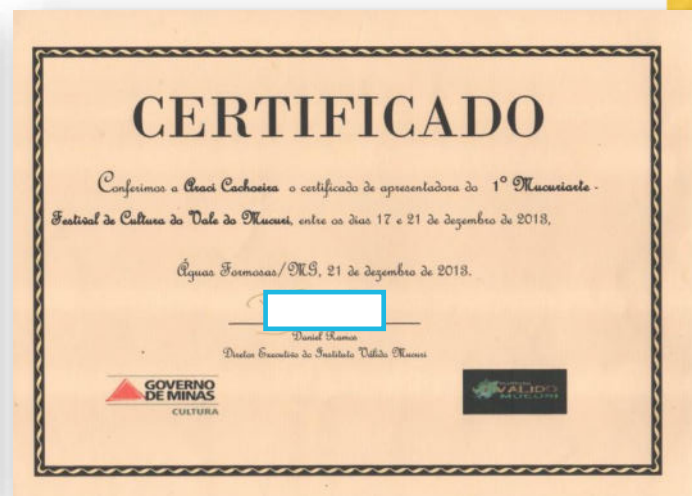 CERTIFICADO
Conferimos a Araci Cachoeira o certificado de apresentadora do 1º Mucuriarte -
Festival de Cultura do Vale do Mucuri, entre os dias 17 e 21 de dezembro de 2013,
Águas Formosas/MG, 21 de dezembro de 2013.
Daniel Ramos
Diretor Executivo do Instituto Válido Mucuri
GOVERNO
DE MINAS
CULTURA
VALIDO
MUCURI